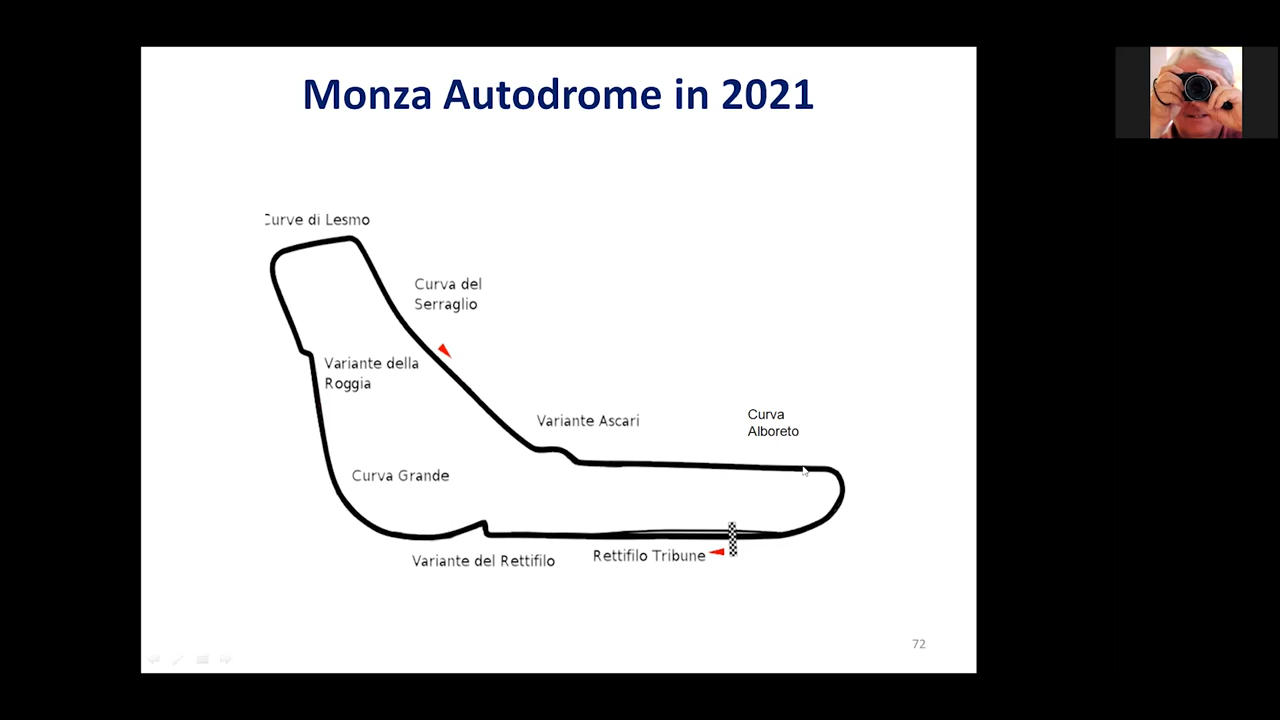 Monza Autodrome in 2021
Curve di Lesmo
Curva del
Serraglio
Variante della
Roggia
Variante Ascari
Curva
Alboreto
Curva Grande
Variante del Rettifilo
Rettifilo Tribune
72